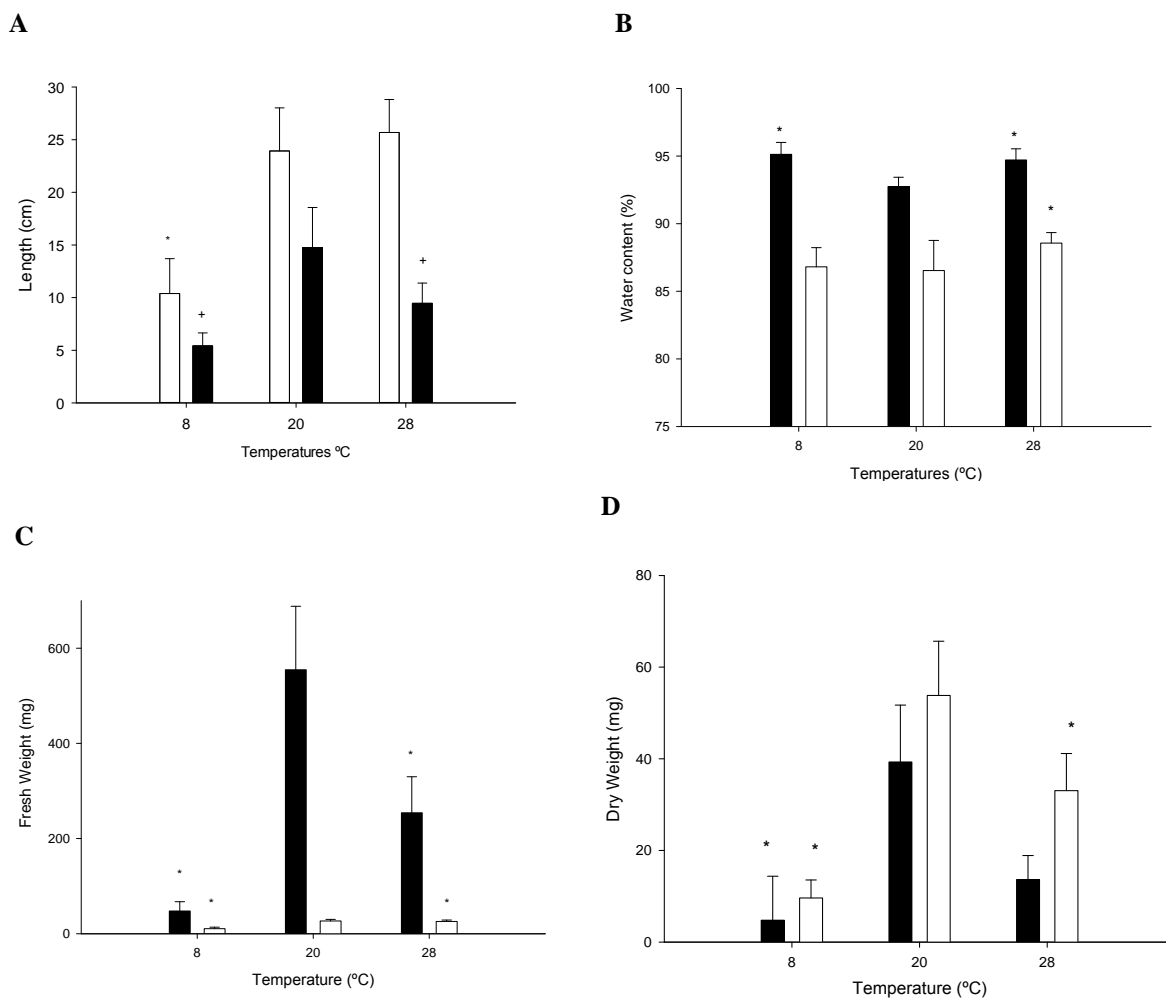 A
30
25
20
15
10
5
0
Length (cm)
*
+
+
8 20 28
Temperatures ºC
B
100
95
90
85
80
75
Water content (%)
*
*
*
8 20 28
Temperatures (ºC)
C
600
400
200
0
Fresh Weight (mg)
*
*
*
*
8 20 28
Temperature (ºC)
D
80
60
40
20
0
Dry Weight (mg)
* *
*
8 20 28
Temperature (ºC)